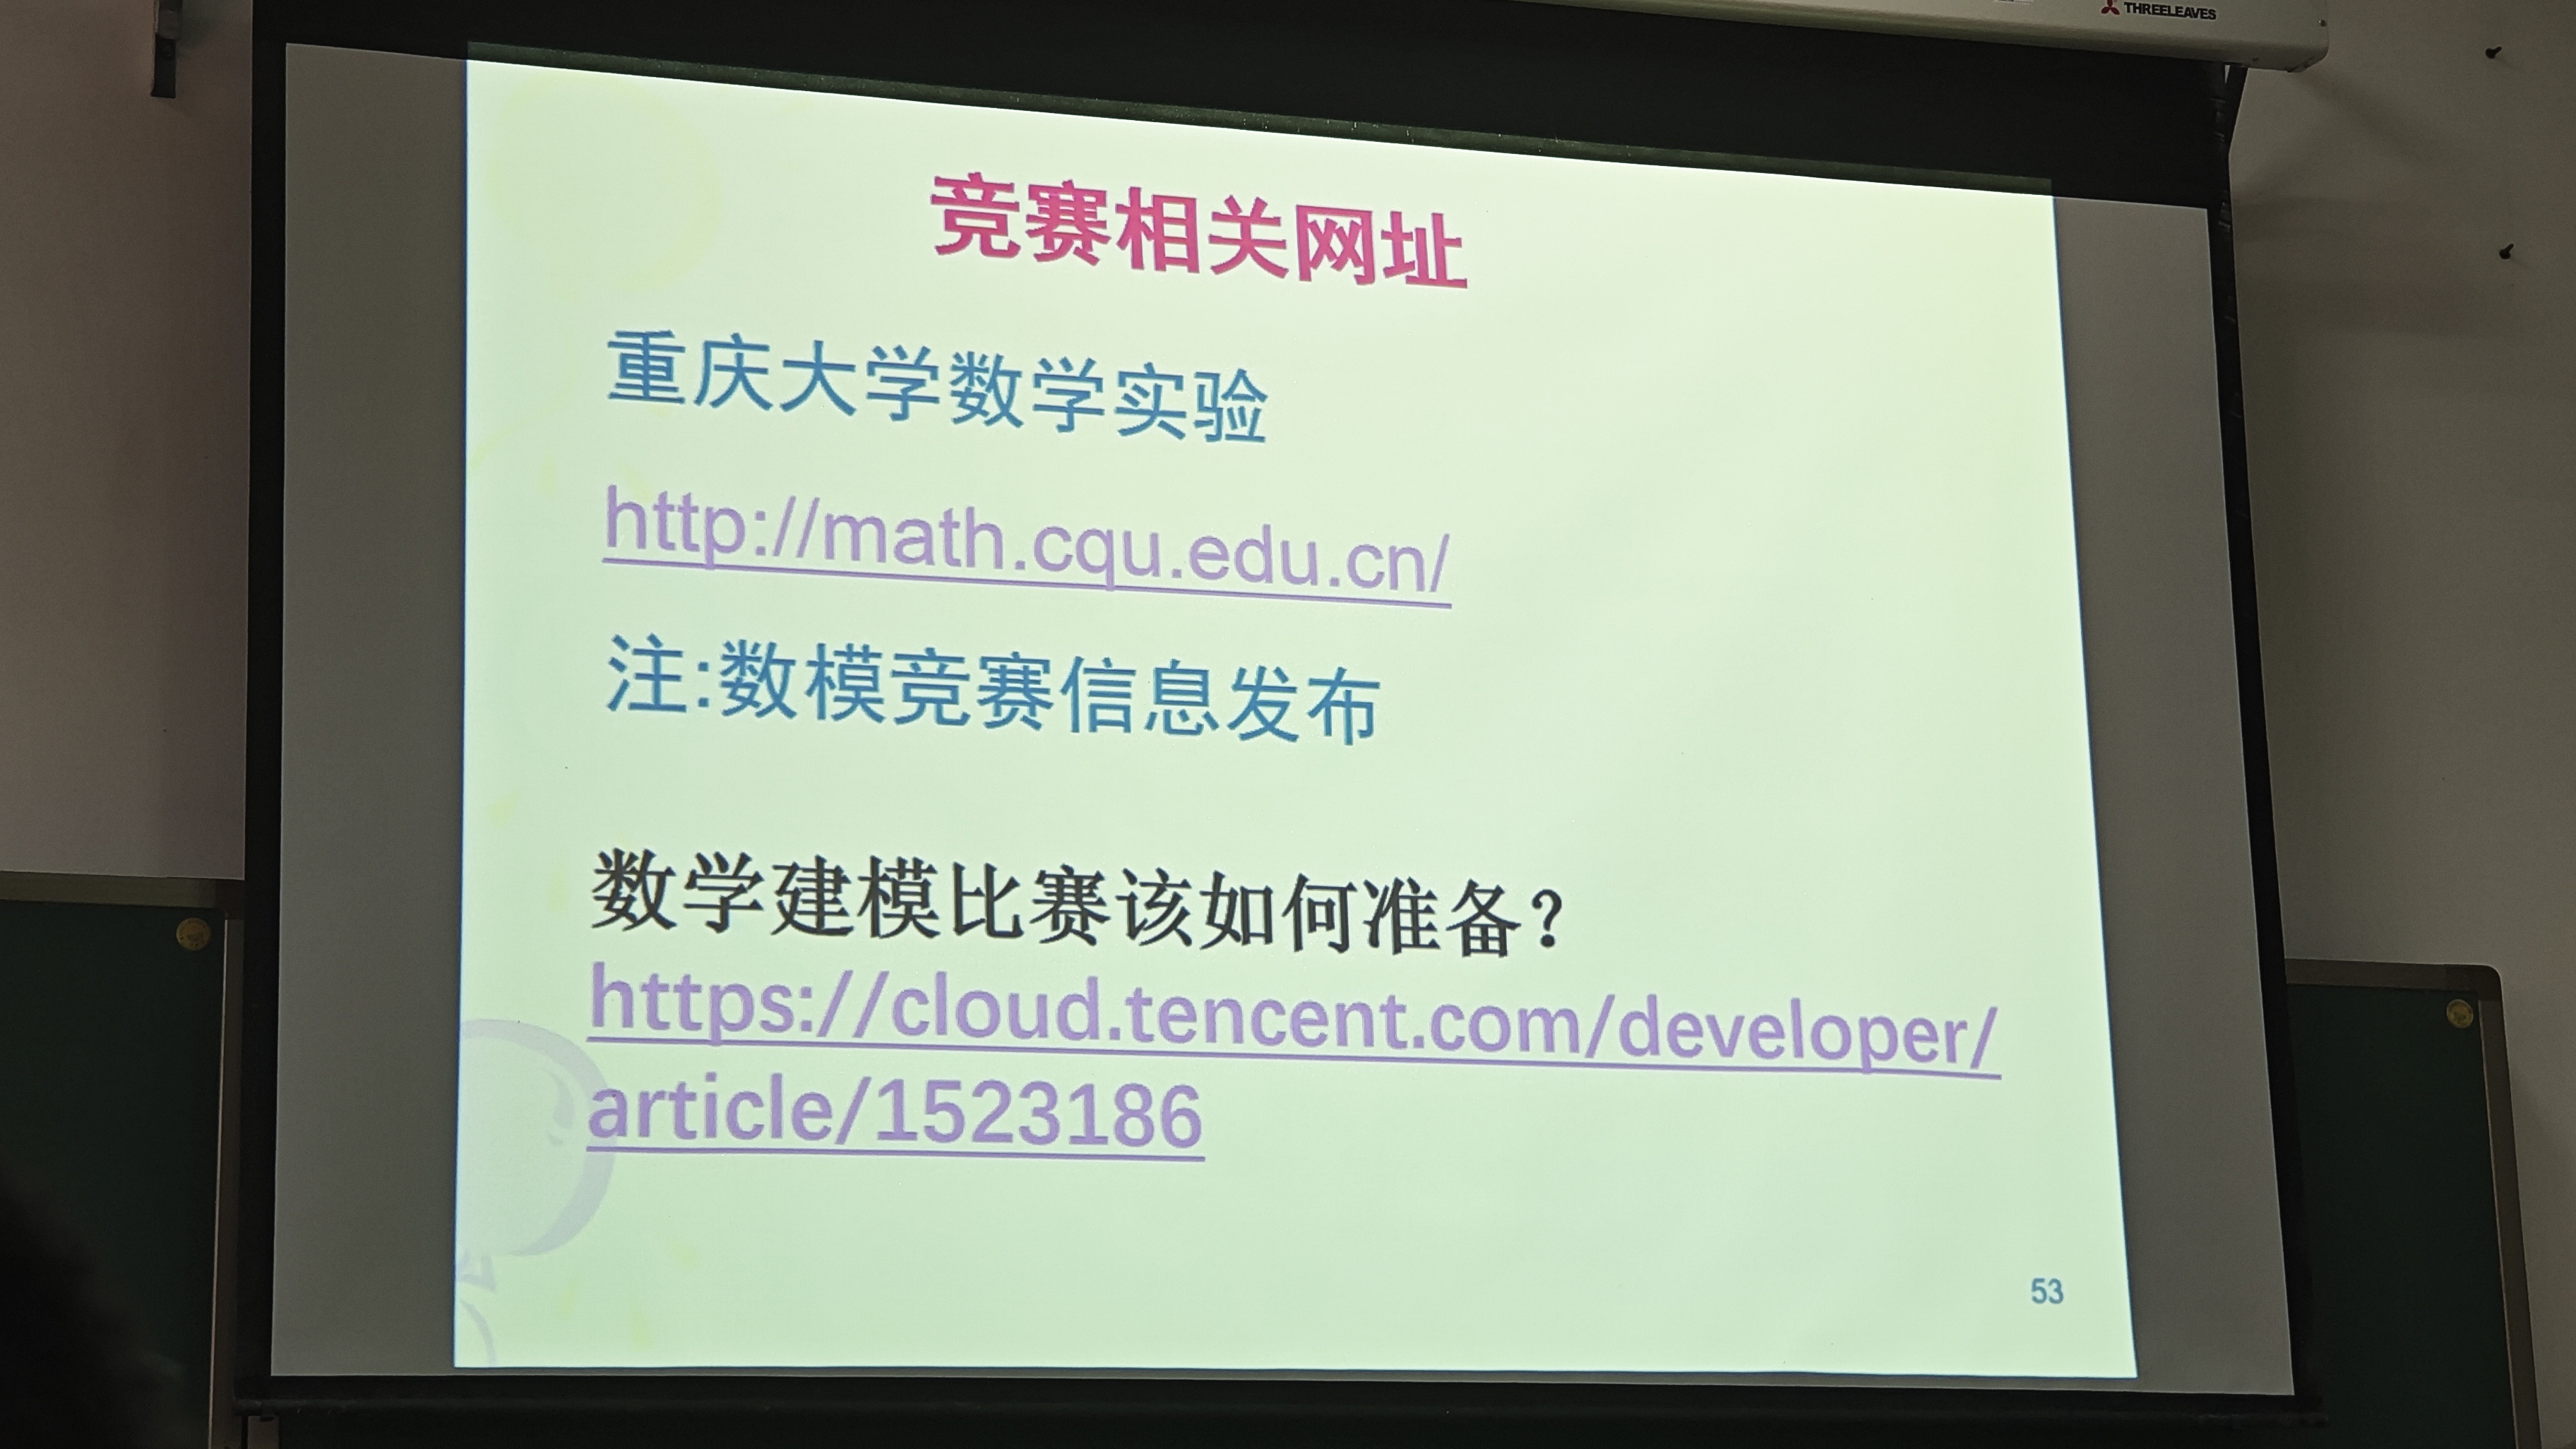 THREELEAVES
竞赛相关网址
重庆大学数学实验
http://math.cqu.edu.cn/
注:数模竞赛信息发布
数学建模比赛该如何准备？
https://cloud.tencent.com/developer/
article/1523186
53